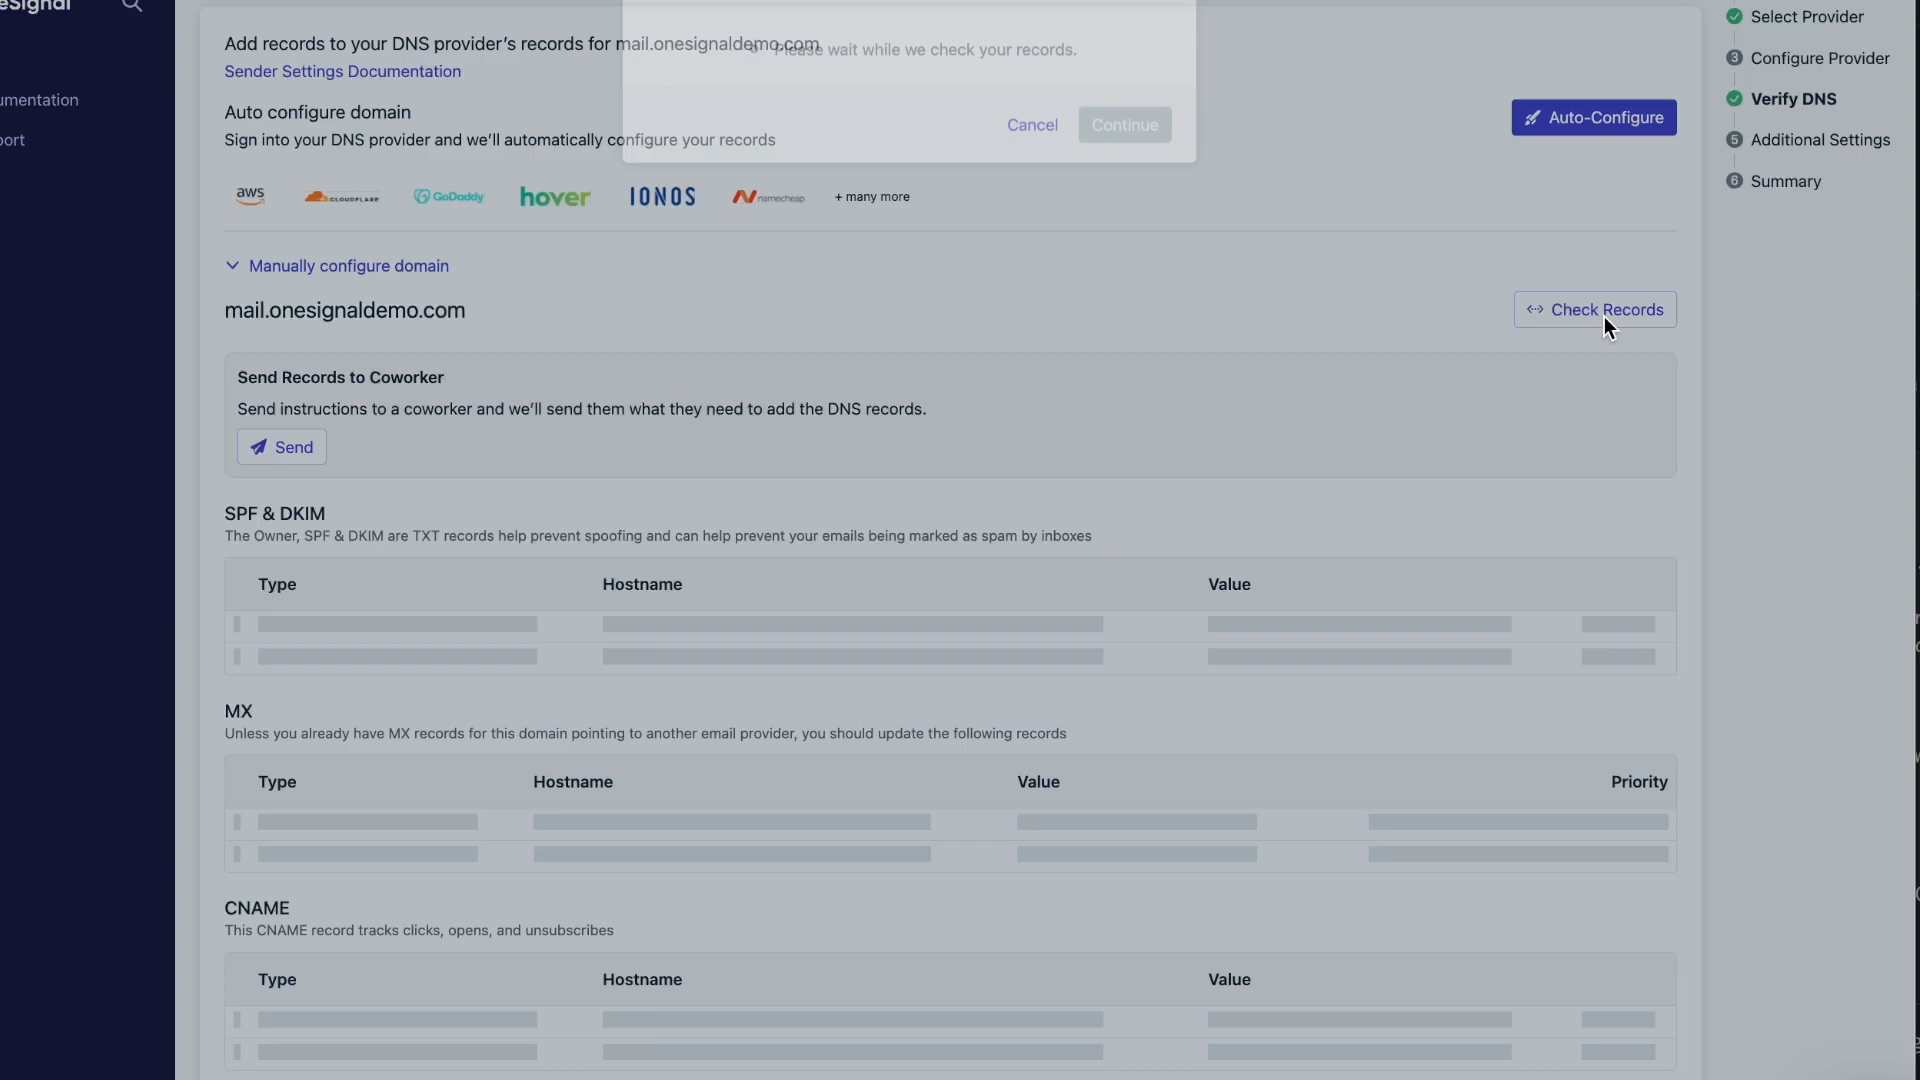 eSignal
umentation
port
Add records to your DNS provider's records for mail.onesignaldemo.com
Sender Settings Documentation
Please wait while we check your records.
Cancel
Continue
Auto configure domain
Sign into your DNS provider and we'll automatically configure your records
Auto-Configure
aws
CLOUDFLARE
GoDaddy
hover
IONOS
namecheap
+ many more
Manually configure domain
mail.onesignaldemo.com
Check Records
Send Records to Coworker
Send instructions to a coworker and we'll send them what they need to add the DNS records.
Send
SPF & DKIM
The Owner, SPF & DKIM are TXT records help prevent spoofing and can help prevent your emails being marked as spam by inboxes
Type Hostname Value
MX
Unless you already have MX records for this domain pointing to another email provider, you should update the following records
Type Hostname Value Priority
CNAME
This CNAME record tracks clicks, opens, and unsubscribes
Type Hostname Value
Select Provider
3 Configure Provider
Verify DNS
5 Additional Settings
6 Summary